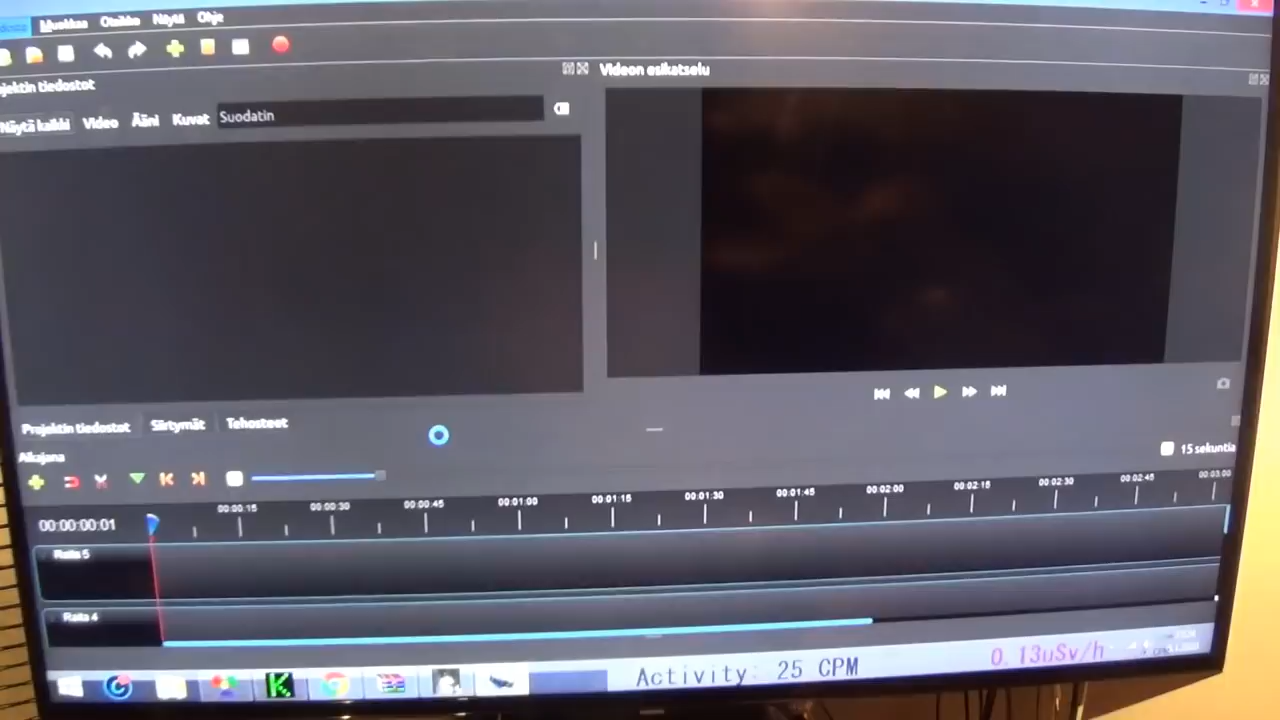 Muokkaa Otsikko Näytä Ohje
Projektin tiedostot
Videon esikatselu
Näytä kaikki Video Ääni Kuvat Suodatin
Projektin tiedostot Siirtymät Tehosteet
Aikajana
15 sekuntia
00:00:00:01
00:00:15 00:00:30 00:00:45 00:01:00 00:01:15 00:01:30 00:01:45 00:02:00 00:02:15 00:02:30 00:02:45 00:03:00
Raita 5
Raita 4
Activity: 25 CPM
0.13uSv/h